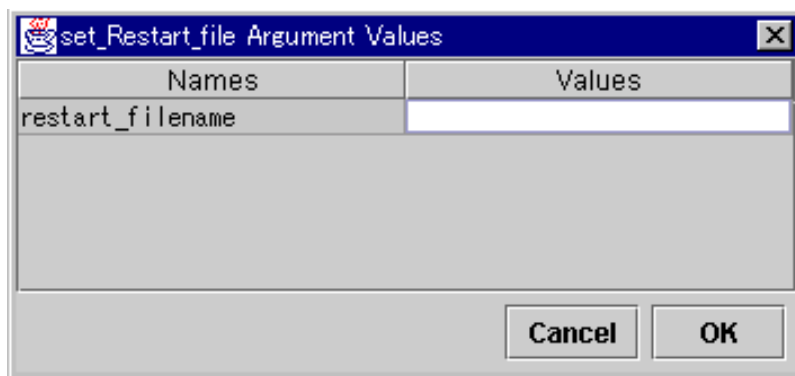 set_Restart_file Argument Values
Names Values
restart_filename
Cancel OK